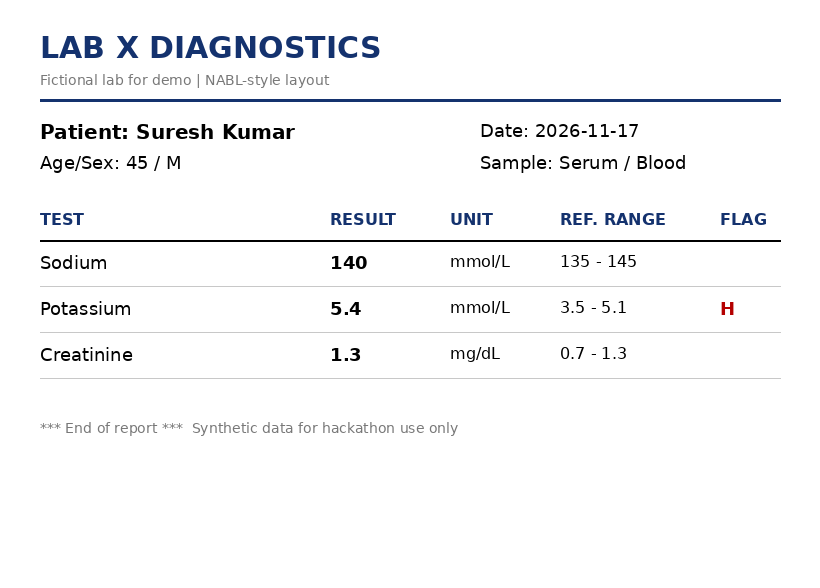 LAB X DIAGNOSTICS
Fictional lab for demo | NABL-style layout
Patient: Suresh Kumar Date: 2026-11-17
Age/Sex: 45 / M Sample: Serum / Blood
TEST RESULT UNIT REF. RANGE FLAG
Sodium 140 mmol/L 135 - 145
Potassium 5.4 mmol/L 3.5 - 5.1 H
Creatinine 1.3 mg/dL 0.7 - 1.3
*** End of report *** Synthetic data for hackathon use only